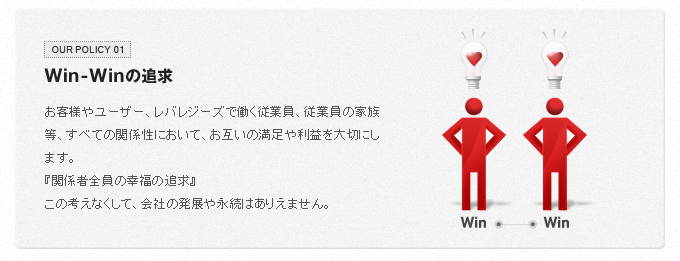 OUR POLICY 01
Win-Winの追求
お客様やユーザー、レバレジーズで働く従業員、従業員の家族
等、すべての関係性において、お互いの満足や利益を大切にし
ます。
『関係者全員の幸福の追求』
この考えなくして、会社の発展や永続はありえません。
Win Win